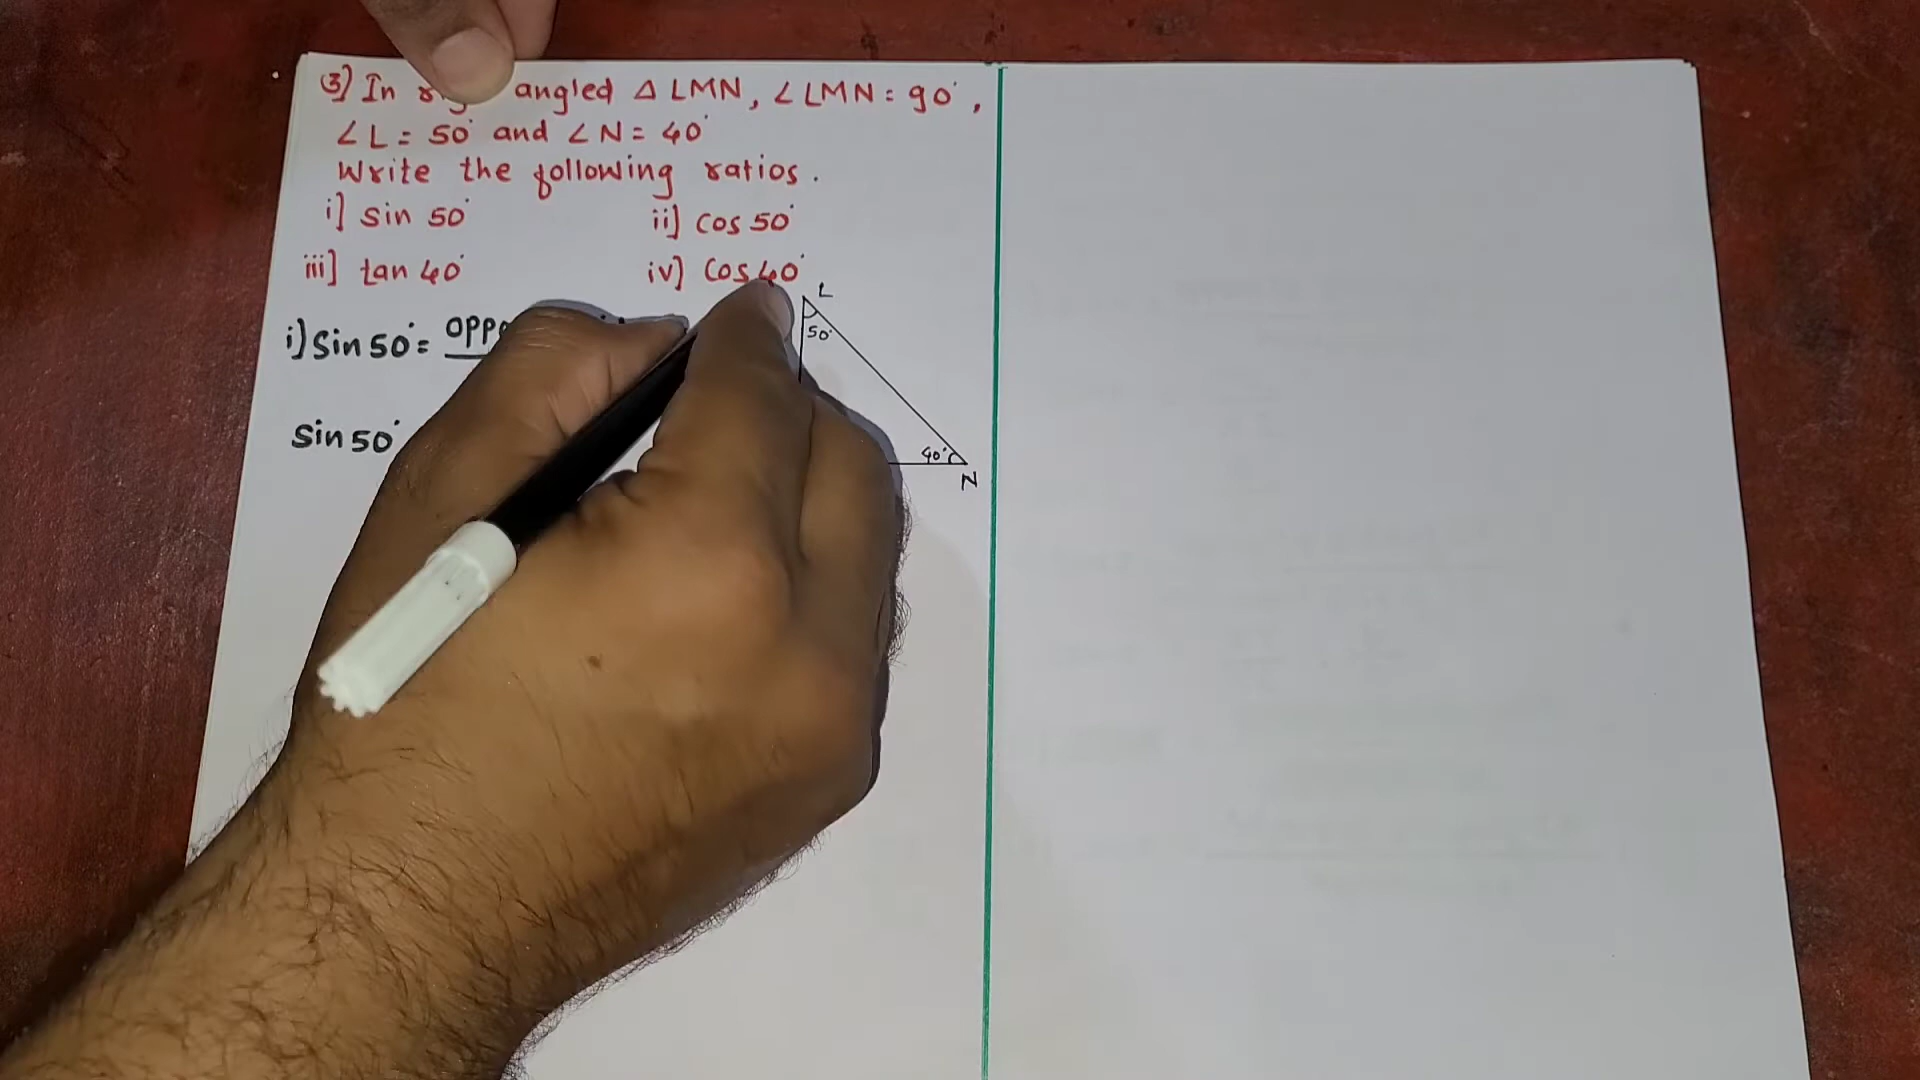 ③] In angled △ LMN, ∠LMN = 90°,
∠L = 50° and ∠N = 40°
Write the following ratios.
i] sin 50°
ii] cos 50°
iii] tan 40°
iv] cos 40°
L
50°
i) Sin 50° =
Sin 50°
40°
N